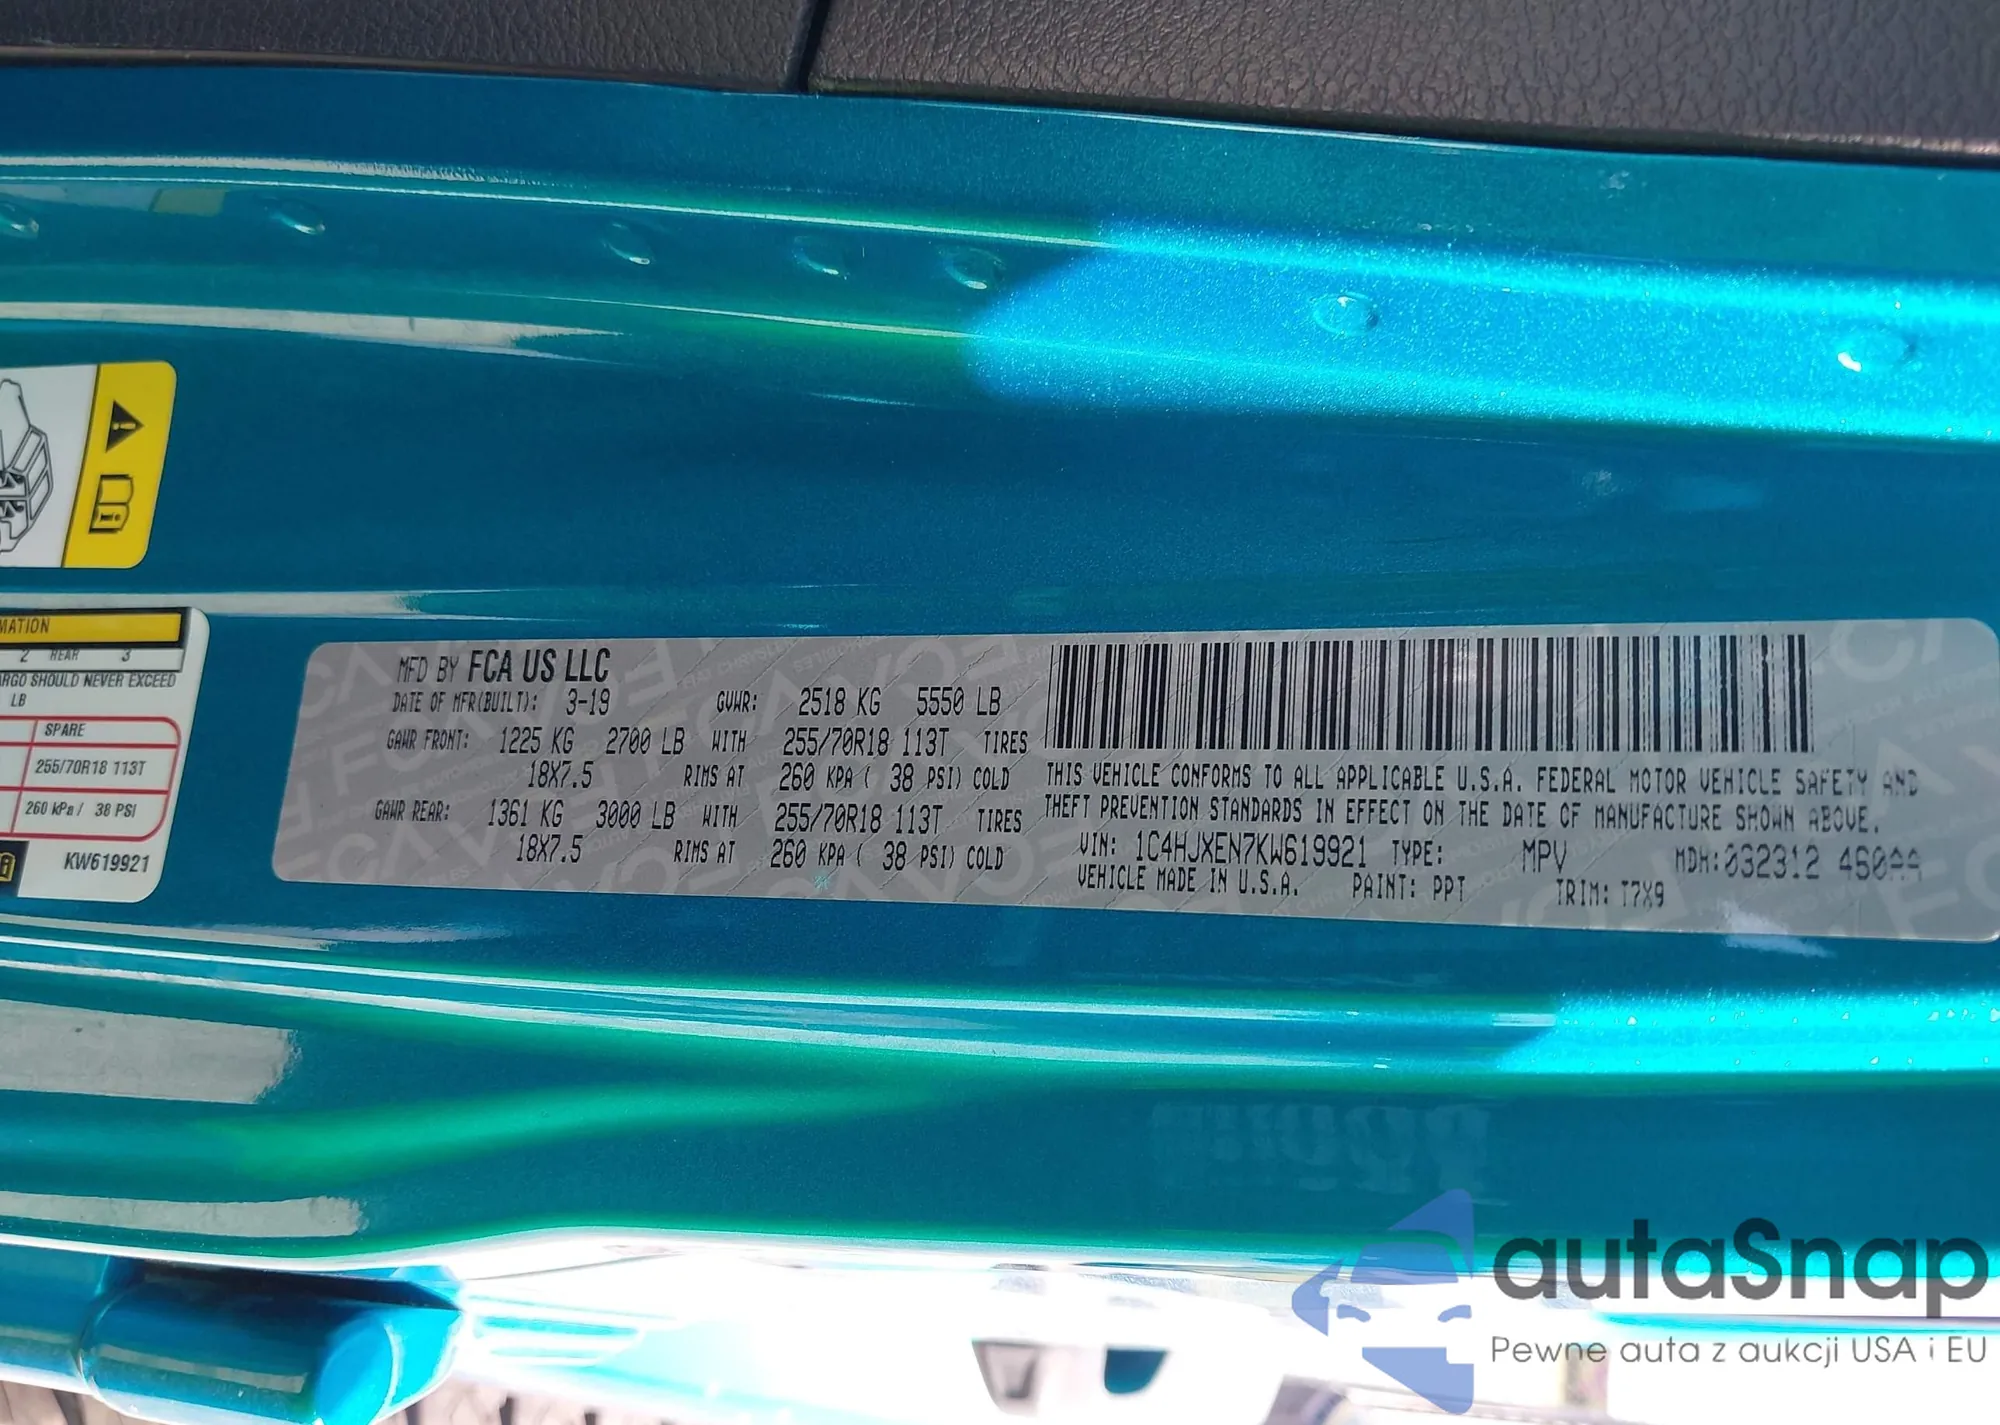 MATION
2 REAR 3
ARGO SHOULD NEVER EXCEED
LB
SPARE
255/70R18 113T
260 kPa / 38 PSI
KW619921
MFD BY FCA US LLC
DATE OF MFR(BUILT): 3-19 GVWR: 2518 KG 5550 LB
GAWR FRONT: 1225 KG 2700 LB WITH 255/70R18 113T TIRES
18X7.5 RIMS AT 260 KPA ( 38 PSI) COLD
GAWR REAR: 1361 KG 3000 LB WITH 255/70R18 113T TIRES
18X7.5 RIMS AT 260 KPA ( 38 PSI) COLD
THIS VEHICLE CONFORMS TO ALL APPLICABLE U.S.A. FEDERAL MOTOR VEHICLE SAFETY AND
THEFT PREVENTION STANDARDS IN EFFECT ON THE DATE OF MANUFACTURE SHOWN ABOVE.
VIN: 1C4HJXEN7KW619921 TYPE: MPV MDH:032312 460AA
VEHICLE MADE IN U.S.A. PAINT: PPT TRIM: T7X9
autaSnap
Pewne auta z aukcji USA i EU